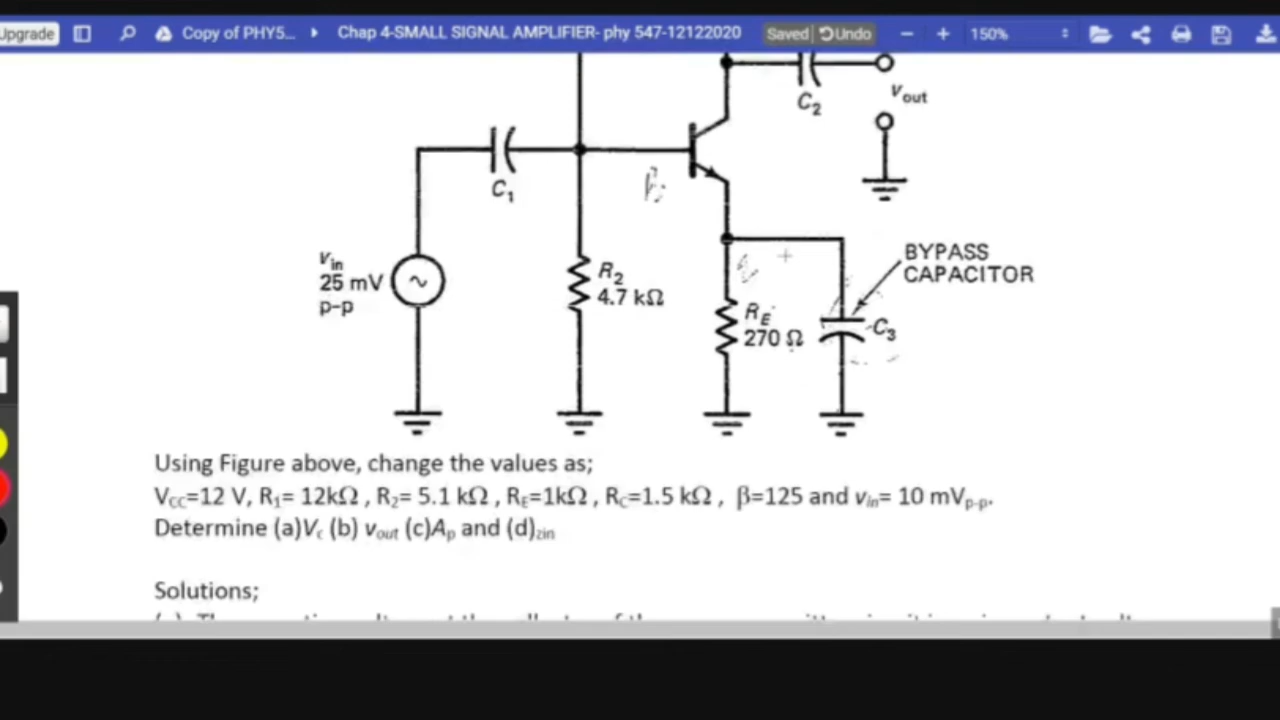 Upgrade Copy of PHY5... Chap 4-SMALL SIGNAL AMPLIFIER- phy 547-12122020 Saved Undo 150%
C2
Vout
C1
Vin
25 mV
p-p
R2
4.7 kΩ
RE
270 Ω
BYPASS
CAPACITOR
C3
Using Figure above, change the values as;
VCC=12 V, R1= 12kΩ , R2= 5.1 kΩ , RE=1kΩ , RC=1.5 kΩ , β=125 and vin= 10 mVp-p.
Determine (a)Vc (b) vout (c)Ap and (d)zin
Solutions;